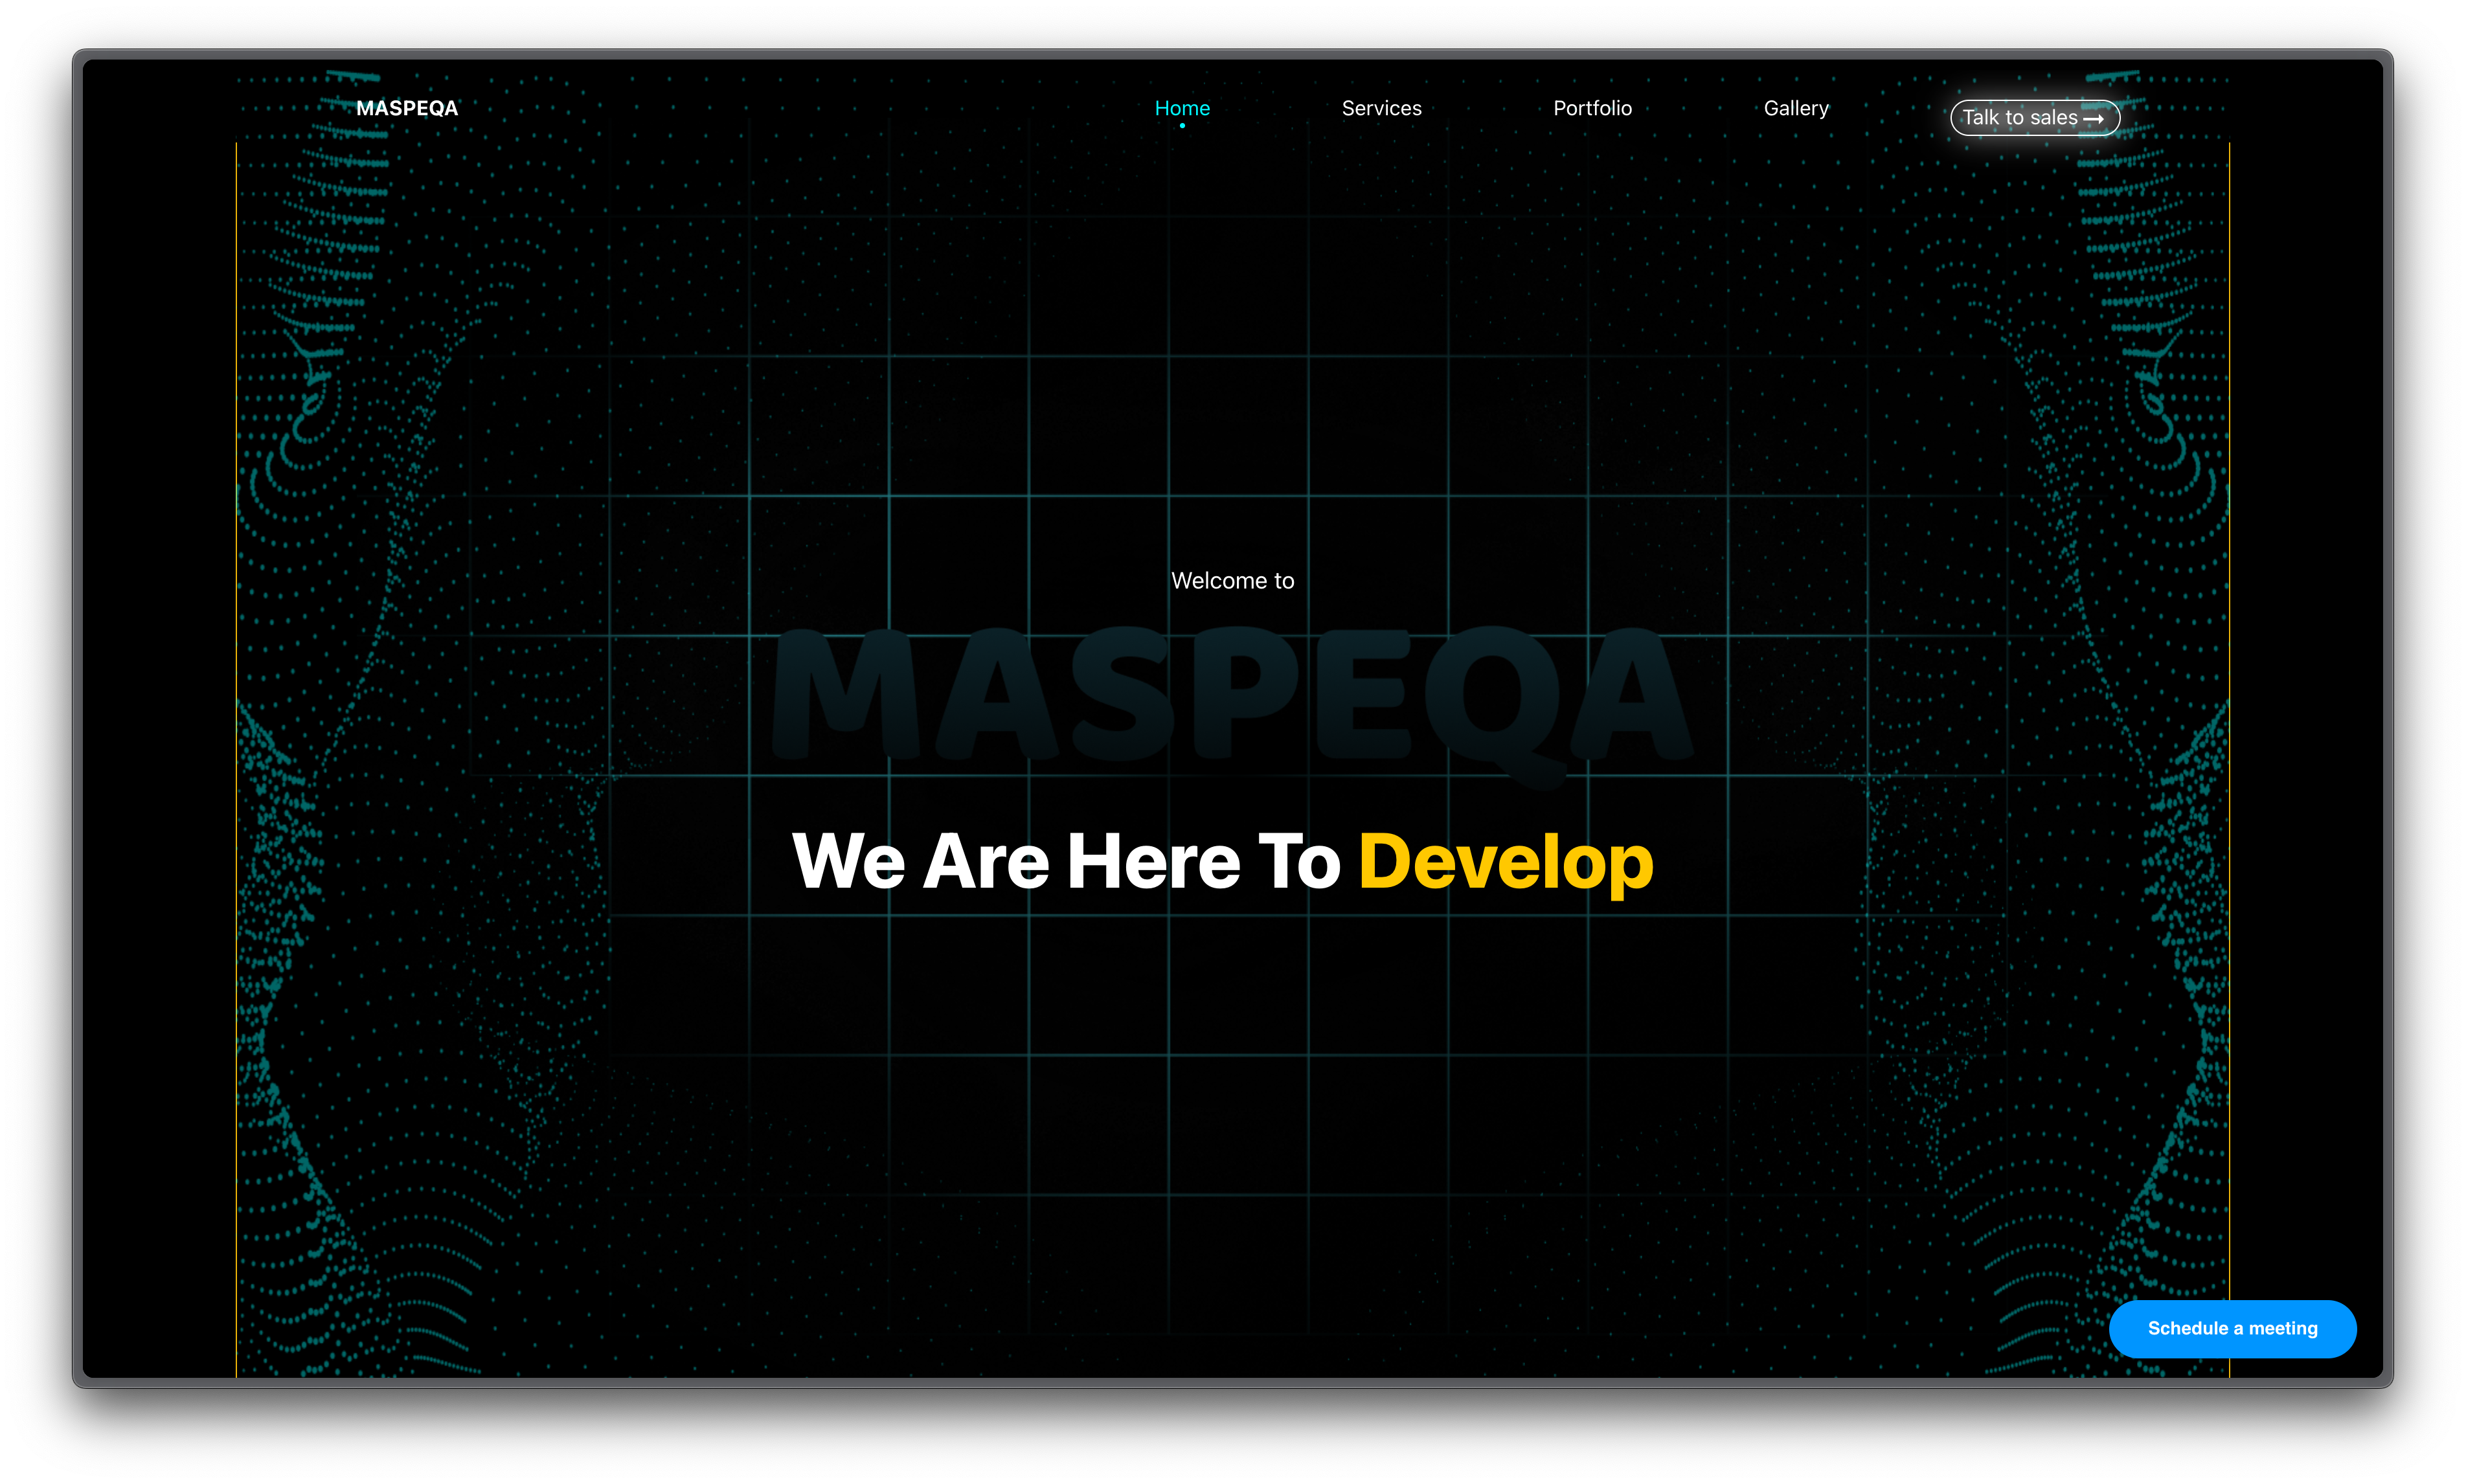 MASPEQA Home Services Portfolio Gallery Talk to sales
Welcome to
MASPEQA
We Are Here To Develop
Schedule a meeting